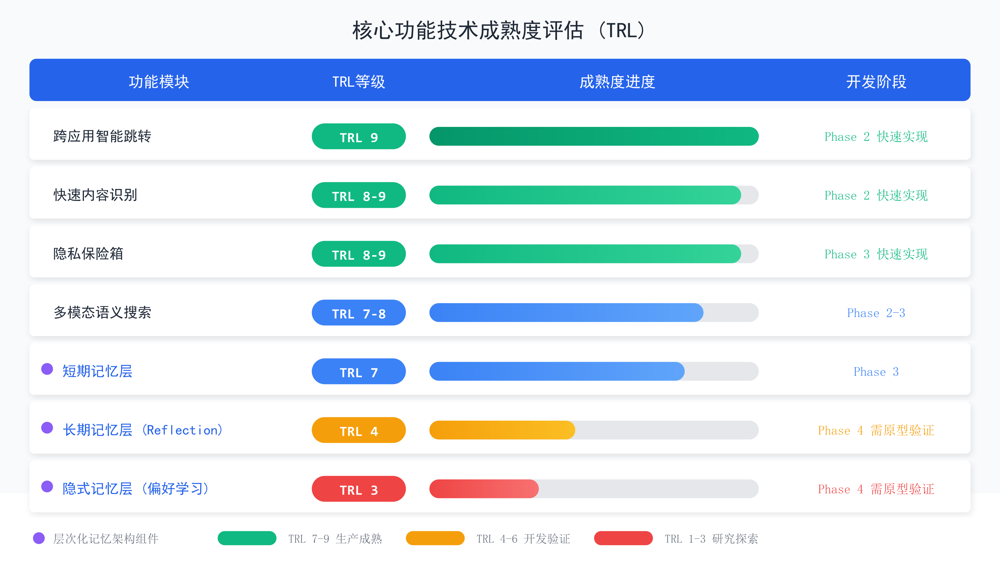 核心功能技术成熟度评估（TRL）
功能模块 TRL等级 成熟度进度 开发阶段
跨应用智能跳转 TRL 9 Phase 2 快速实现
快速内容识别 TRL 8-9 Phase 2 快速实现
隐私保险箱 TRL 8-9 Phase 3 快速实现
多模态语义搜索 TRL 7-8 Phase 2-3
短期记忆层 TRL 7 Phase 3
长期记忆层（Reflection） TRL 4 Phase 4 需原型验证
隐式记忆层（偏好学习） TRL 3 Phase 4 需原型验证
层次化记忆架构组件 TRL 7-9 生产成熟 TRL 4-6 开发验证 TRL 1-3 研究探索